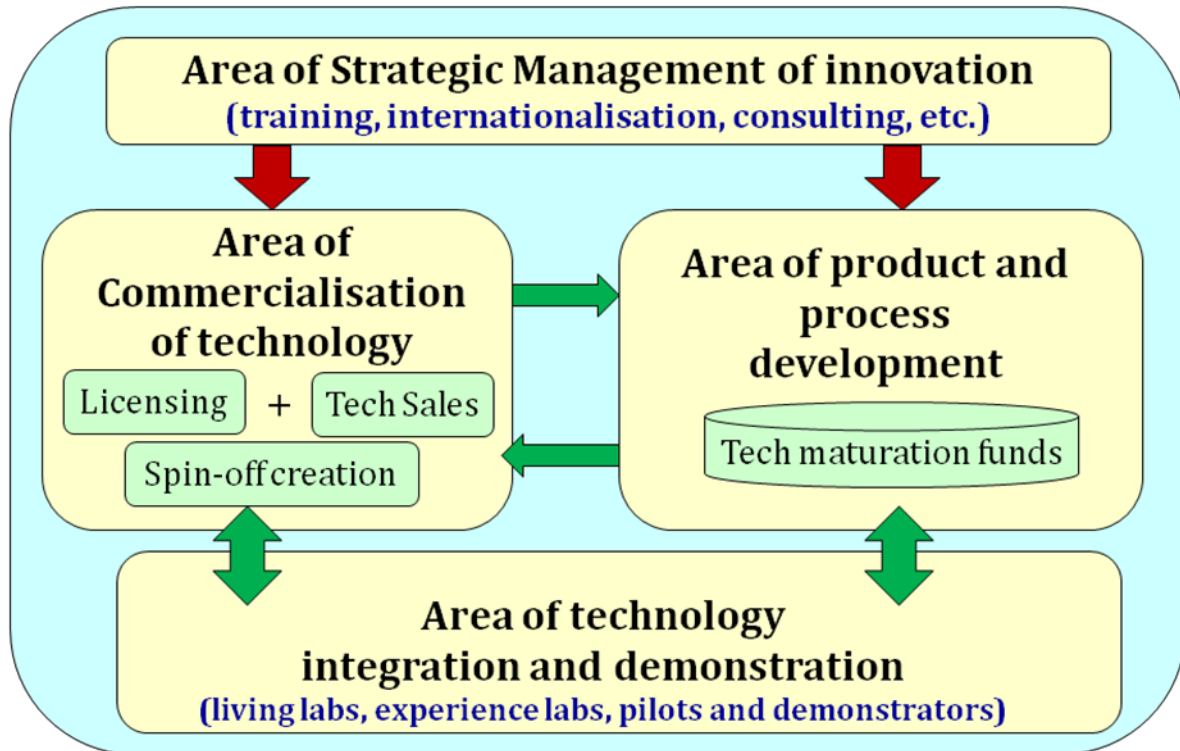 Area of Strategic Management of innovation
(training, internationalisation, consulting, etc.)
Area of
Commercialisation
of technology
Licensing + Tech Sales
Spin-off creation
Area of product and
process
development
Tech maturation funds
Area of technology
integration and demonstration
(living labs, experience labs, pilots and demonstrators)